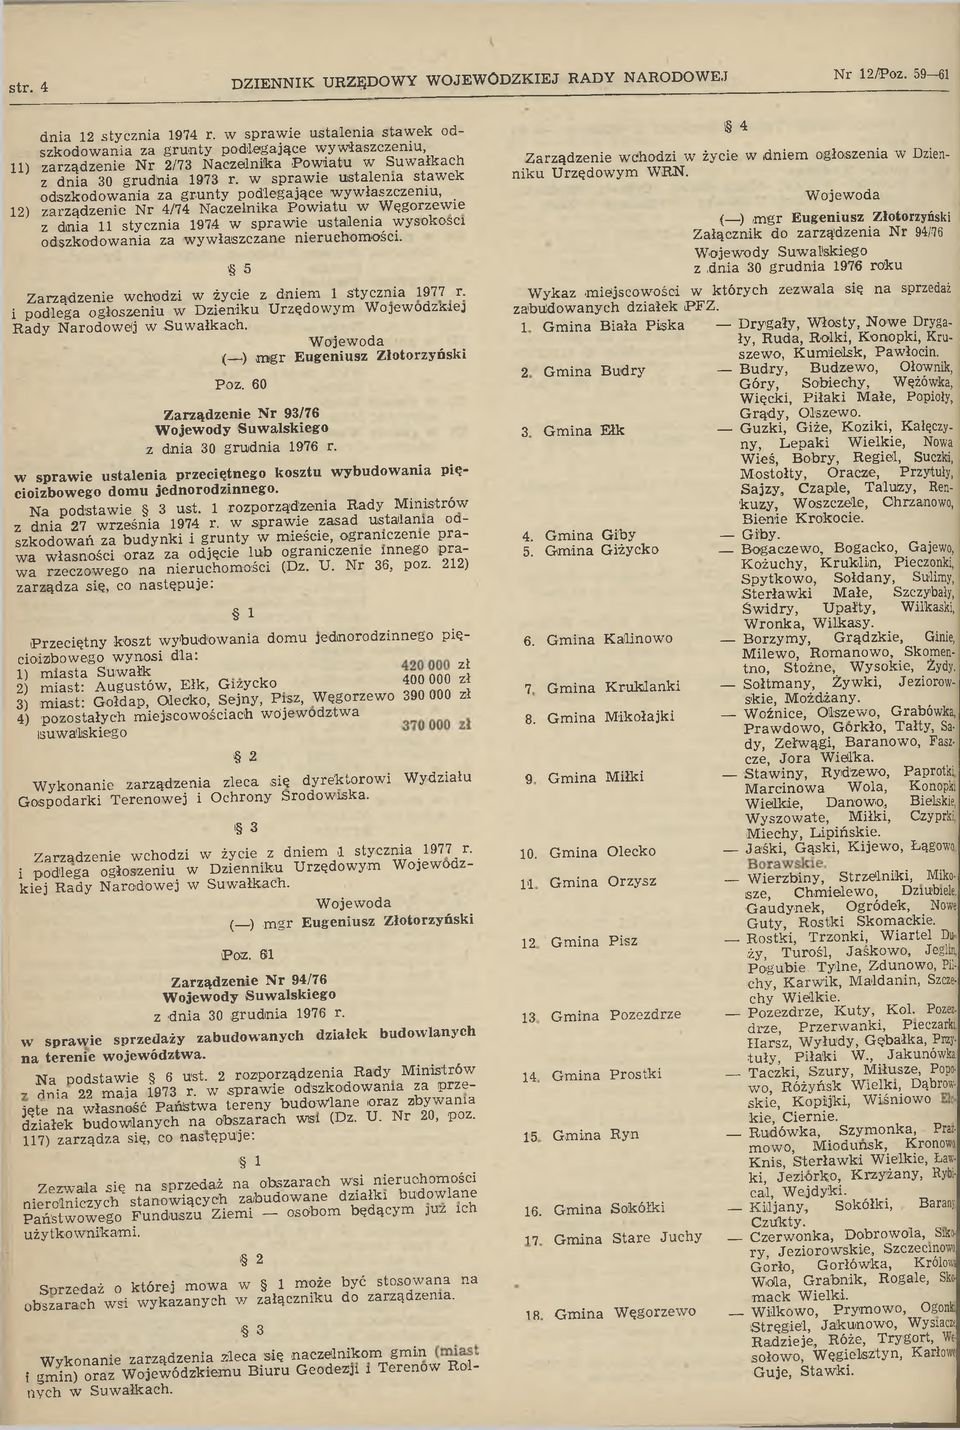 str. 4 DZIENNIK URZĘDOWY WOJEWÓDZKIEJ RADY NARODOWEJ Nr 12/Poz. 59—61
dnia 12 stycznia 1974 r. w sprawie ustalenia stawek od-
szkodowania za grunty podlegające wywłaszczeniu,
11) zarządzenie Nr 2/73 Naczelnika Powiatu w Suwałkach
z dnia 30 grudnia 1973 r. w sprawie ustalenia stawek
odszkodowania za grunty podlegające wywłaszczeniu,
12) zarządzenie Nr 4/74 Naczelnika Powiatu w Węgorzewie
z dnia 11 stycznia 1974 w sprawie ustalenia wysokości
odszkodowania za wywłaszczane nieruchomości.
§ 5
Zarządzenie wchodzi w życie z dniem 1 stycznia 1977 r.
i podlega ogłoszeniu w Dzieniku Urzędowym Wojewódzkiej
Rady Narodowej w Suwałkach.
Wojewoda
(—) mgr Eugeniusz Złotorzyński
Poz. 60
Zarządzenie Nr 93/76
Wojewody Suwalskiego
z dnia 30 grudnia 1976 r.
w sprawie ustalenia przeciętnego kosztu wybudowania pię-
cioizbowego domu jednorodzinnego.
Na podstawie § 3 ust. 1 rozporządzenia Rady Ministrów
z dnia 27 września 1974 r. w sprawie zasad ustalania od-
szkodowań za budynki i grunty w mieście, ograniczenie pra-
wa własności oraz za odjęcie lub ograniczenie innego pra-
wa rzeczowego na nieruchomości (Dz. U. Nr 36, poz. 212)
zarządza się, co następuje:
§ 1
Przeciętny koszt wybudowania domu jednorodzinnego pię-
cioizbowego wynosi dla:
1) miasta Suwałk 420 000 zł
2) miast: Augustów, Ełk, Giżycko 400 000 zł
3) miast: Gołdap, Olecko, Sejny, Pisz, Węgorzewo 390 000 zł
4) pozostałych miejscowościach województwa
suwalskiego 370 000 zł
§ 2
Wykonanie zarządzenia zleca się dyrektorowi Wydziału
Gospodarki Terenowej i Ochrony Środowiska.
§ 3
Zarządzenie wchodzi w życie z dniem 1 stycznia 1977 r.
i podlega ogłoszeniu w Dzienniku Urzędowym Wojewódz-
kiej Rady Narodowej w Suwałkach.
Wojewoda
(—) mgr Eugeniusz Złotorzyński
Poz. 61
Zarządzenie Nr 94/76
Wojewody Suwalskiego
z dnia 30 grudnia 1976 r.
w sprawie sprzedaży zabudowanych działek budowlanych
na terenie województwa.
Na podstawie § 6 ust. 2 rozporządzenia Rady Ministrów
z dnia 22 maja 1973 r. w sprawie odszkodowania za prze-
jęte na własność Państwa tereny budowlane oraz zbywania
działek budowlanych na obszarach wsi (Dz. U. Nr 20, poz.
117) zarządza się, co następuje:
§ 1
Zezwala się na sprzedaż na obszarach wsi nieruchomości
nierolniczych stanowiących zabudowane działki budowlane
Państwowego Funduszu Ziemi — osobom będącym już ich
użytkownikami.
§ 2
Sprzedaż o której mowa w § 1 może być stosowana na
obszarach wsi wykazanych w załączniku do zarządzenia.
§ 3
Wykonanie zarządzenia zleca się naczelnikom gmin (miast
i gmin) oraz Wojewódzkiemu Biuru Geodezji i Terenów Rol-
nych w Suwałkach.
§ 4
Zarządzenie wchodzi w życie w dniem ogłoszenia w Dzien-
niku Urzędowym WRN.
Wojewoda
(—) mgr Eugeniusz Złotorzyński
Załącznik do zarządzenia Nr 94/76
Wojewody Suwalskiego
z dnia 30 grudnia 1976 roku
Wykaz miejscowości w których zezwala się na sprzedaż
zabudowanych działek PFZ.
1. Gmina Biała Piska — Drygały, Włosty, Nowe Dryga-
ły, Ruda, Rolki, Konopki, Kru-
szewo, Kumielsk, Pawłocin.
2. Gmina Budry — Budry, Budzewo, Ołownik,
Góry, Sobiechy, Wężówka,
Więcki, Piłaki Małe, Popioły,
Grądy, Olszewo.
3. Gmina Ełk — Guzki, Giże, Koziki, Kałęczy-
ny, Lepaki Wielkie, Nowa
Wieś, Bobry, Regiel, Suczki,
Mostołty, Oracze, Przytuły,
Sajzy, Czaple, Taluzy, Ren-
kuzy, Woszczele, Chrzanowo,
Bienie Krokocie.
4. Gmina Giby — Giby.
5. Gmina Giżycko — Bogaczewo, Bogacko, Gajewo,
Kożuchy, Kruklin, Pieczonki,
Spytkowo, Sołdany, Sulimy,
Sterławki Małe, Szczybały,
Świdry, Upałty, Wilkaski,
Wronka, Wilkasy.
6. Gmina Kalinowo — Borzymy, Grądzkie, Ginie,
Milewo, Romanowo, Skomen-
tno, Stożne, Wysokie, Żydy.
7. Gmina Kruklanki — Sołtmany, Żywki, Jeziorow-
skie, Możdżany.
8. Gmina Mikołajki — Woźnice, Olszewo, Grabówka,
Prawdowo, Górkło, Tałty, Sa-
dy, Zełwągi, Baranowo, Fasz-
cze, Jora Wielka.
9. Gmina Miłki — Stawiny, Rydzewo, Paprotki,
Marcinowa Wola, Konopki
Wielkie, Danowo, Bielskie,
Wyszowate, Miłki, Czyprki,
Miechy, Lipińskie.
10. Gmina Olecko — Jaśki, Gąski, Kijewo, Łągowo,
Borawskie.
11. Gmina Orzysz — Wierzbiny, Strzelniki, Miko-
sze, Chmielewo, Dziubiele,
Gaudynek, Ogródek, Nowe
Guty, Rostki Skomackie.
12. Gmina Pisz — Rostki, Trzonki, Wiartel Du-
ży, Turośl, Jaśkowo, Jeglin,
Pogubie Tylne, Zdunowo, Pil-
chy, Karwik, Maldanin, Szcze-
chy Wielkie.
13. Gmina Pozezdrze — Pozezdrze, Kuty, Kol. Pozez-
drze, Przerwanki, Pieczarki,
Harsz, Wyłudy, Gębałka, Przy-
tuły, Piłaki W., Jakunówka
14. Gmina Prostki — Taczki, Szury, Miłusze, Popo-
wo, Różyńsk Wielki, Dąbrow-
skie, Kopijki, Wiśniowo Eł-
kie, Ciernie.
15. Gmina Ryn — Rudówka, Szymonka, Prai-
mowo, Mioduńsk, Kronowo,
Knis, Sterławki Wielkie, Ław-
ki, Jeziórko, Krzyżany, Rybi-
cal, Wejdyki.
16. Gmina Sokółki — Kiljany, Sokółki, Barany
Czukty.
17. Gmina Stare Juchy — Czerwonka, Dobrowola, Siko-
ry, Jeziorowskie, Szczecinowo
Gorło, Gorłówka, Królowa
Wola, Grabnik, Rogale, Sko-
mack Wielki.
18. Gmina Węgorzewo — Wilkowo, Prymowo, Ogonki
Stręgiel, Jakunowo, Wysiacze
Radzieje, Róże, Trygort, Wę-
sołowo, Węgielsztyn, Karłowo
Guje, Stawki.